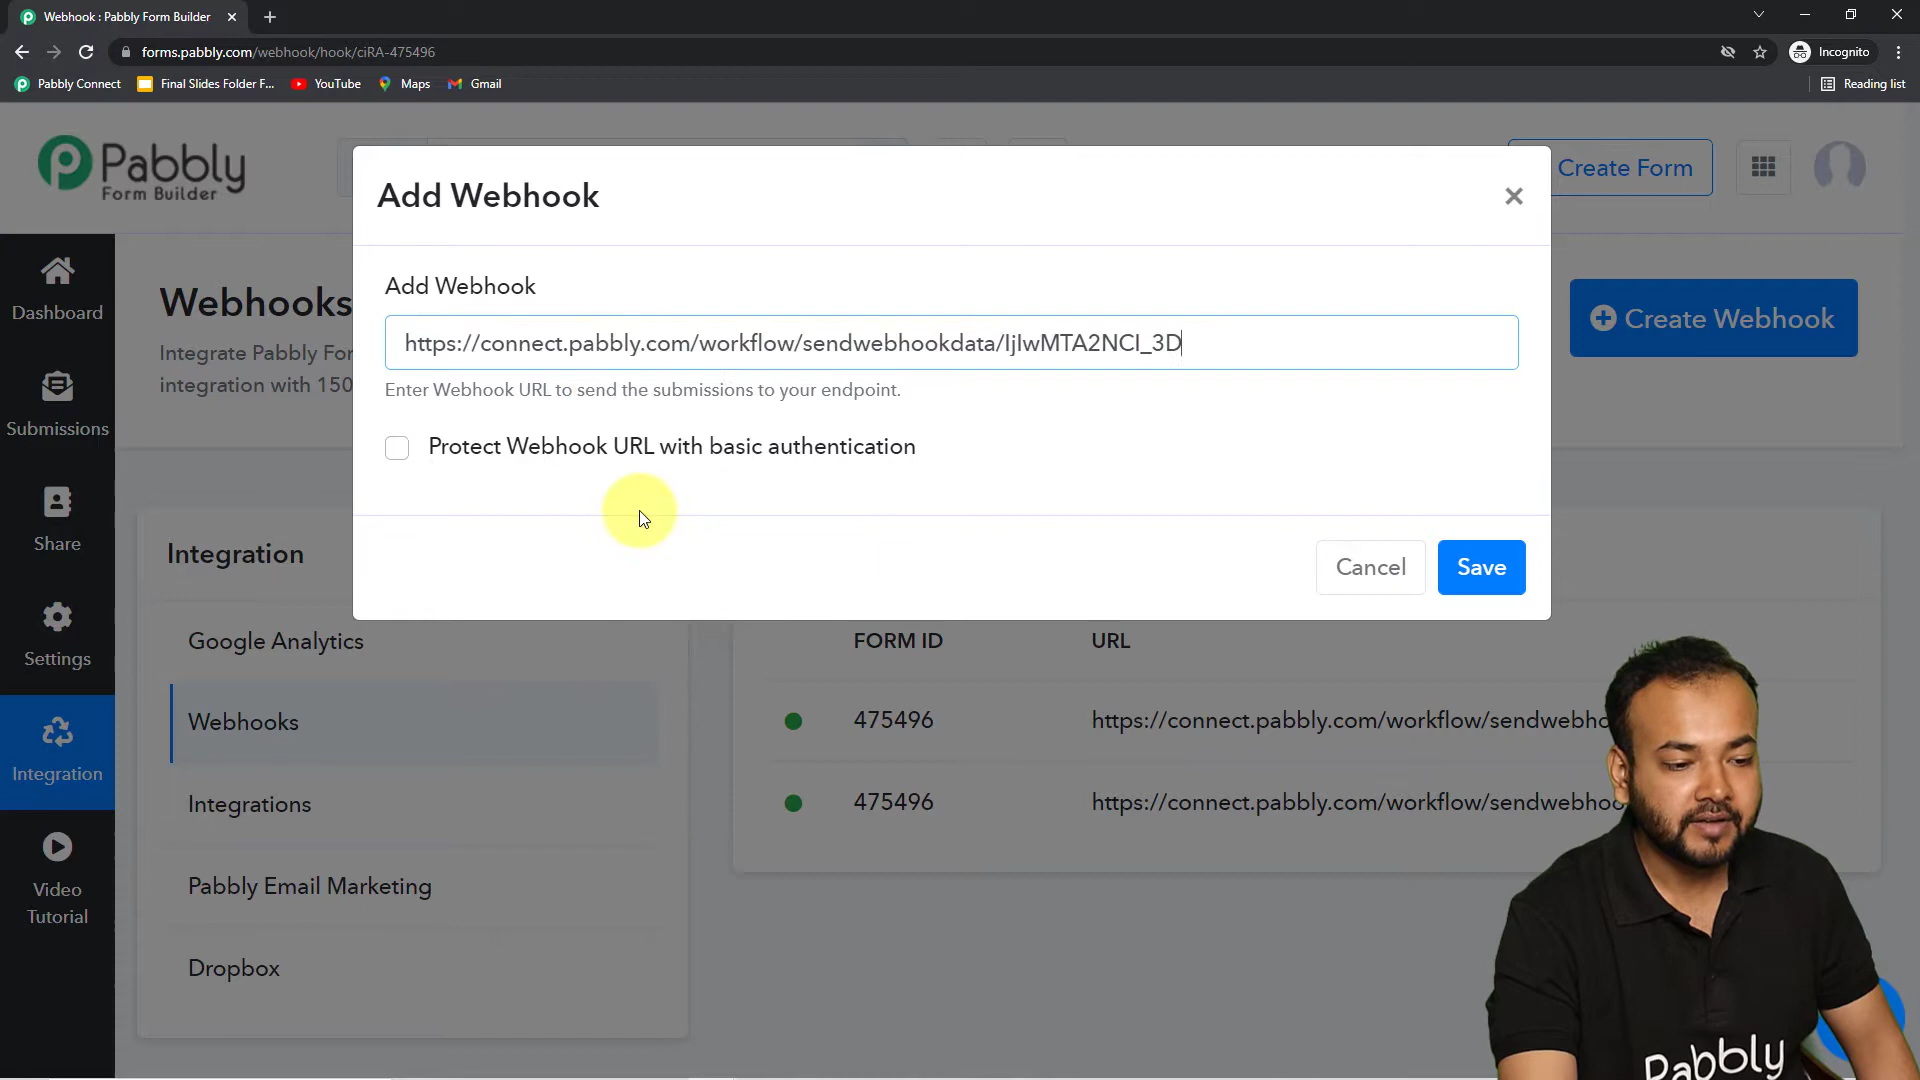 Webhook : Pabbly Form Builder
forms.pabbly.com/webhook/hook/ciRA-475496
Incognito
Pabbly Connect
Final Slides Folder F...
YouTube
Maps
Gmail
Reading list
Pabbly
Form Builder
Create Form
Add Webhook
Webhooks
Integrate Pabbly For
integration with 150
Create Webhook
Add Webhook
https://connect.pabbly.com/workflow/sendwebhookdata/IjIwMTA2NCI_3D
Enter Webhook URL to send the submissions to your endpoint.
Protect Webhook URL with basic authentication
Cancel
Save
Dashboard
Submissions
Share
Settings
Integration
Video
Tutorial
Integration
Google Analytics
Webhooks
Integrations
Pabbly Email Marketing
Dropbox
FORM ID
URL
475496
https://connect.pabbly.com/workflow/sendwebho
475496
https://connect.pabbly.com/workflow/sendwebhoo
Pabbly